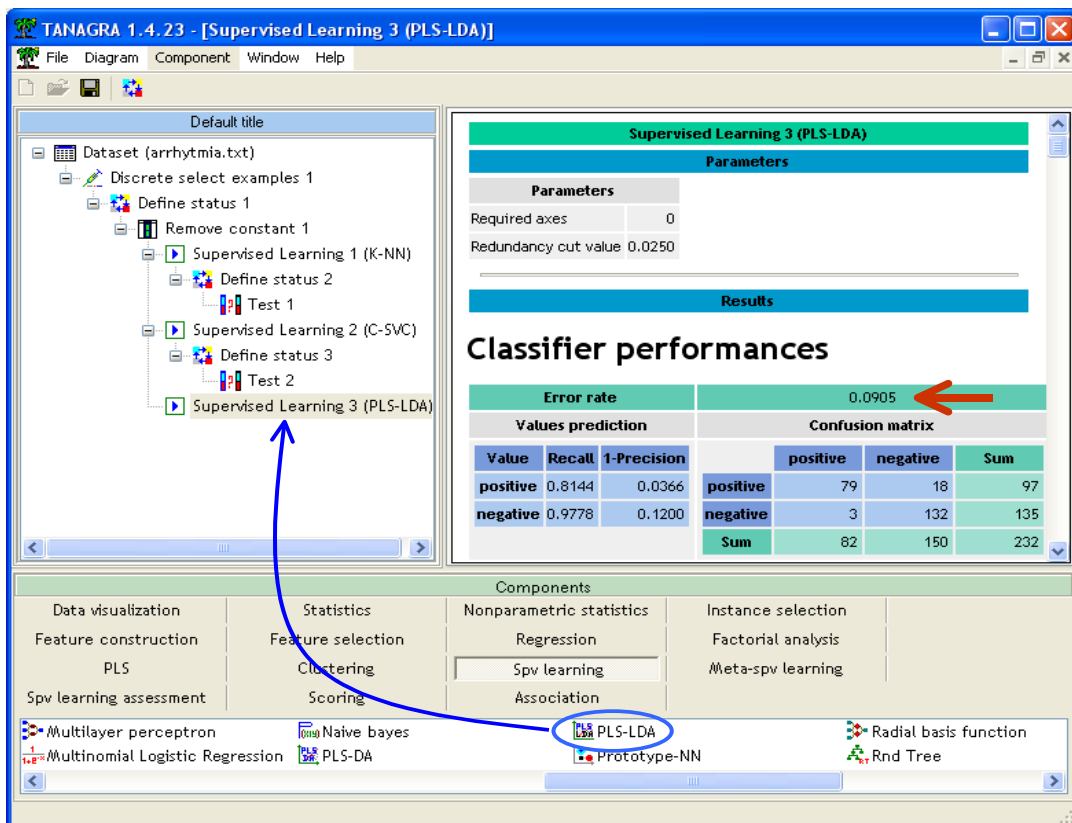 TANAGRA 1.4.23 - [Supervised Learning 3 (PLS-LDA)]
File Diagram Component Window Help
Default title
Dataset (arrhytmia.txt)
Discrete select examples 1
Define status 1
Remove constant 1
Supervised Learning 1 (K-NN)
Define status 2
Test 1
Supervised Learning 2 (C-SVC)
Define status 3
Test 2
Supervised Learning 3 (PLS-LDA)
Supervised Learning 3 (PLS-LDA)
Parameters
Parameters
Required axes 0
Redundancy cut value 0.0250
Results
Classifier performances
Error rate 0.0905
Values prediction Confusion matrix
Value Recall 1-Precision positive negative Sum
positive 0.8144 0.0366 positive 79 18 97
negative 0.9778 0.1200 negative 3 132 135
Sum 82 150 232
Components
Data visualization Statistics Nonparametric statistics Instance selection
Feature construction Feature selection Regression Factorial analysis
PLS Clustering Spv learning Meta-spv learning
Spv learning assessment Scoring Association
Multilayer perceptron Naive bayes PLS-LDA Radial basis function
Multinomial Logistic Regression PLS-DA Prototype-NN Rnd Tree